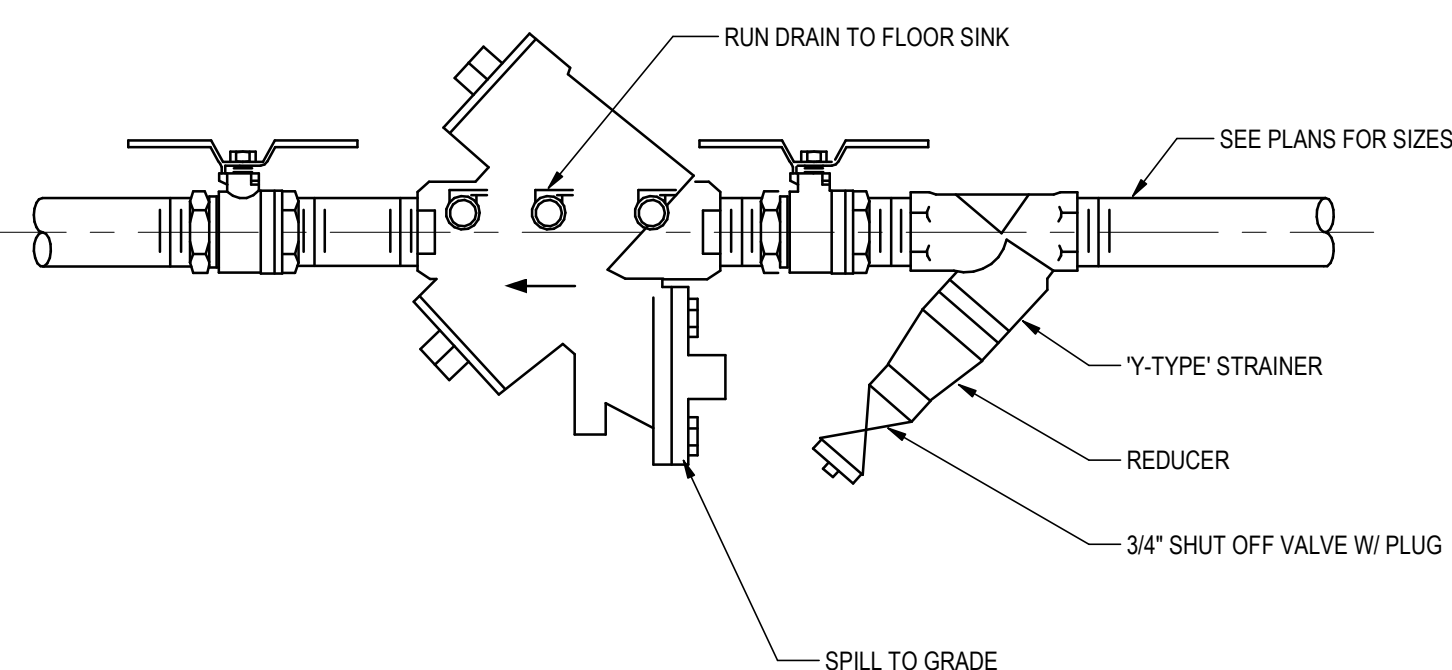 RUN DRAIN TO FLOOR SINK
SEE PLANS FOR SIZES
'Y-TYPE' STRAINER
REDUCER
3/4" SHUT OFF VALVE W/ PLUG
SPILL TO GRADE